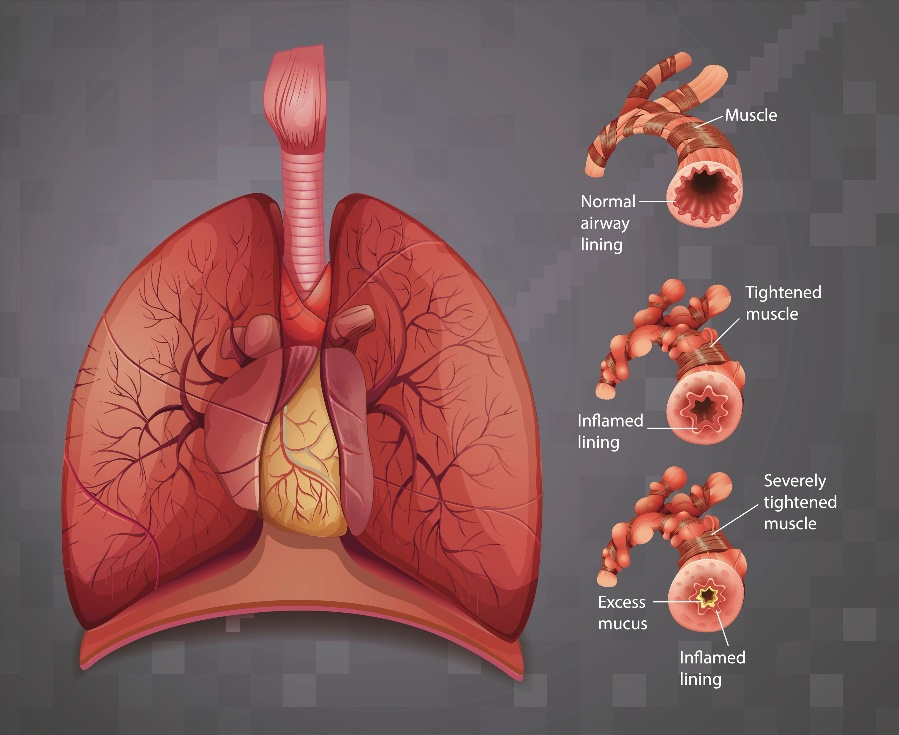 Muscle
Normal
airway
lining
Tightened
muscle
Inflamed
lining
Severely
tightened
muscle
Excess
mucus
Inflamed
lining